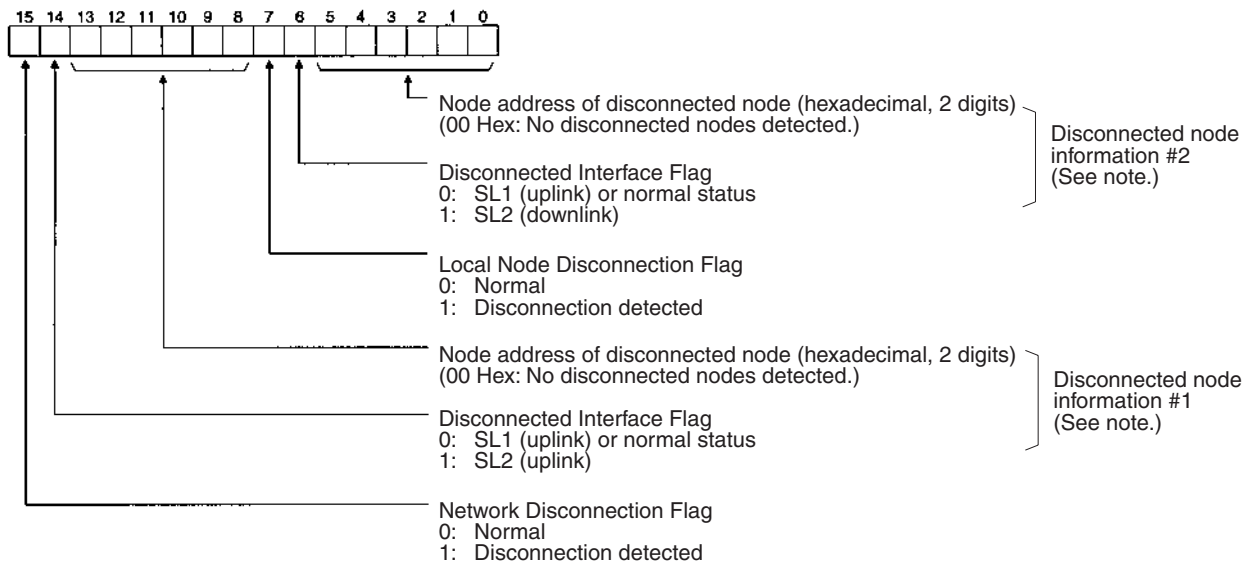 15 14 13 12 11 10 9 8 7 6 5 4 3 2 1 0
Node address of disconnected node (hexadecimal, 2 digits)
(00 Hex: No disconnected nodes detected.)
Disconnected Interface Flag
0: SL1 (uplink) or normal status
1: SL2 (downlink)
Disconnected node
information #2
(See note.)
Local Node Disconnection Flag
0: Normal
1: Disconnection detected
Node address of disconnected node (hexadecimal, 2 digits)
(00 Hex: No disconnected nodes detected.)
Disconnected Interface Flag
0: SL1 (uplink) or normal status
1: SL2 (uplink)
Disconnected node
information #1
(See note.)
Network Disconnection Flag
0: Normal
1: Disconnection detected